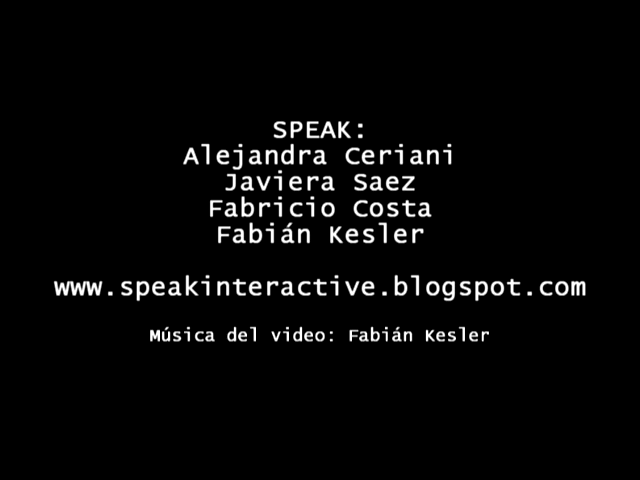 SPEAK:
Alejandra Ceriani
Javiera Saez
Fabricio Costa
Fabián Kesler
www.speakinteractive.blogspot.com
Música del video: Fabián Kesler